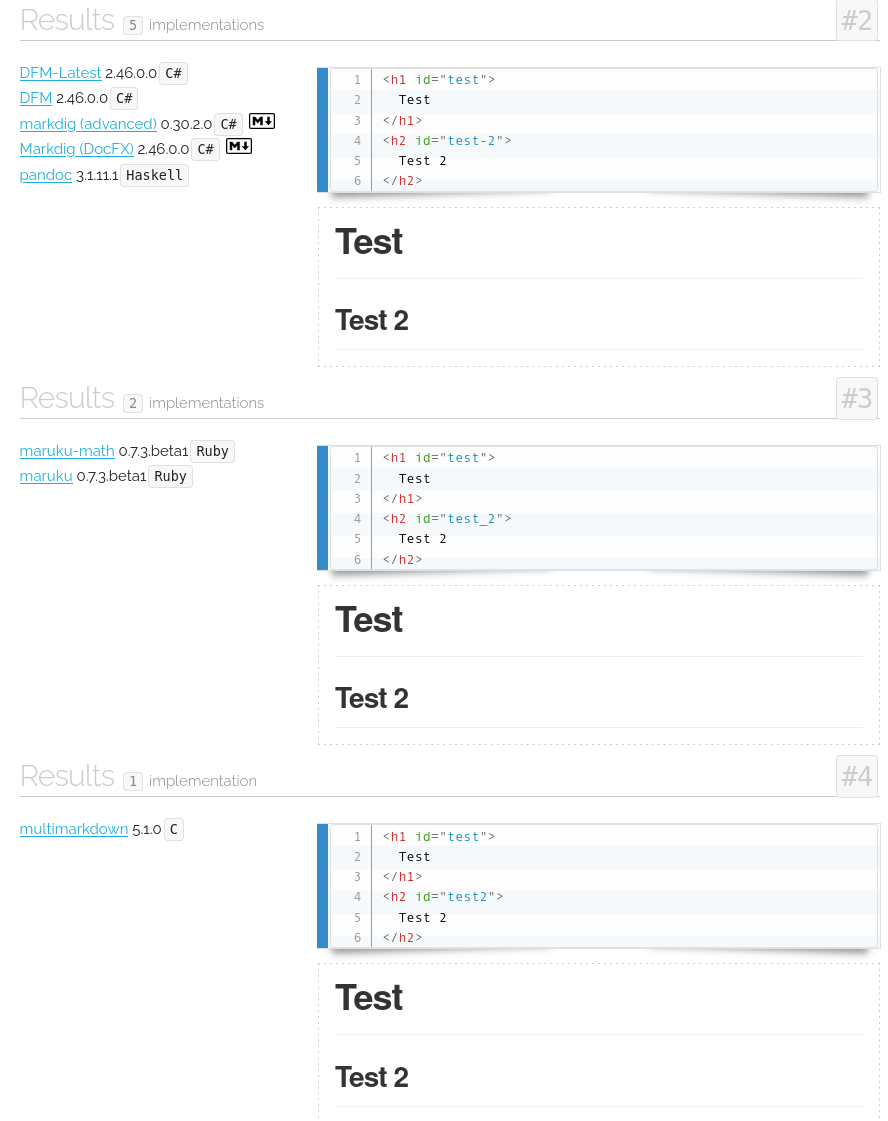 Results 5 implementations #2
DFM-Latest 2.46.0.0 C#
DFM 2.46.0.0 C#
markdig (advanced) 0.30.2.0 C# M
Markdig (DocFX) 2.46.0.0 C# M
pandoc 3.1.11.1 Haskell
1 <h1 id="test">
2 Test
3 </h1>
4 <h2 id="test-2">
5 Test 2
6 </h2>
Test
Test 2
Results 2 implementations #3
maruku-math 0.7.3.beta1 Ruby
maruku 0.7.3.beta1 Ruby
1 <h1 id="test">
2 Test
3 </h1>
4 <h2 id="test_2">
5 Test 2
6 </h2>
Test
Test 2
Results 1 implementation #4
multimarkdown 5.1.0 C
1 <h1 id="test">
2 Test
3 </h1>
4 <h2 id="test2">
5 Test 2
6 </h2>
Test
Test 2